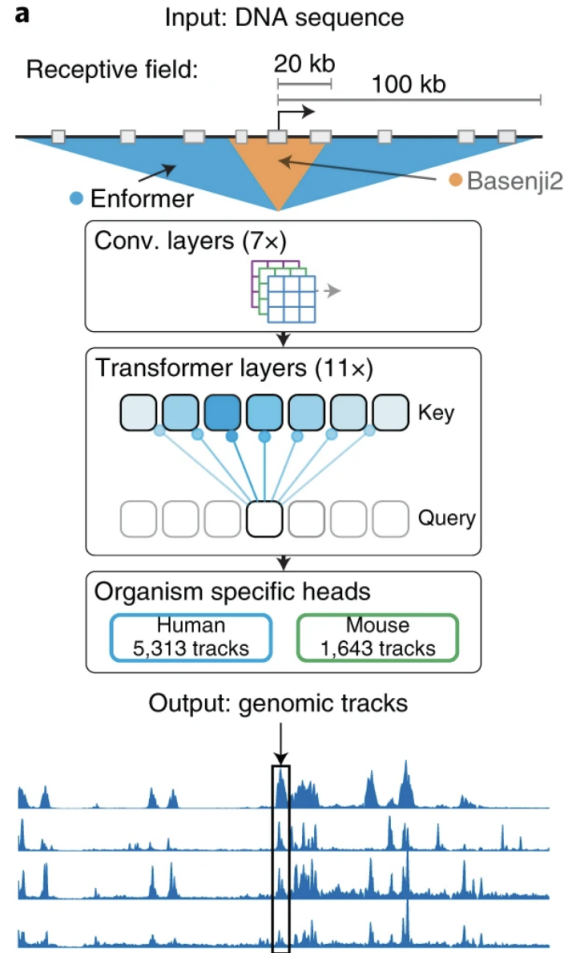 a
Input: DNA sequence
Receptive field:
20 kb
100 kb
Enformer
Basenji2
Conv. layers (7×)
Transformer layers (11×)
Key
Query
Organism specific heads
Human
5,313 tracks
Mouse
1,643 tracks
Output: genomic tracks